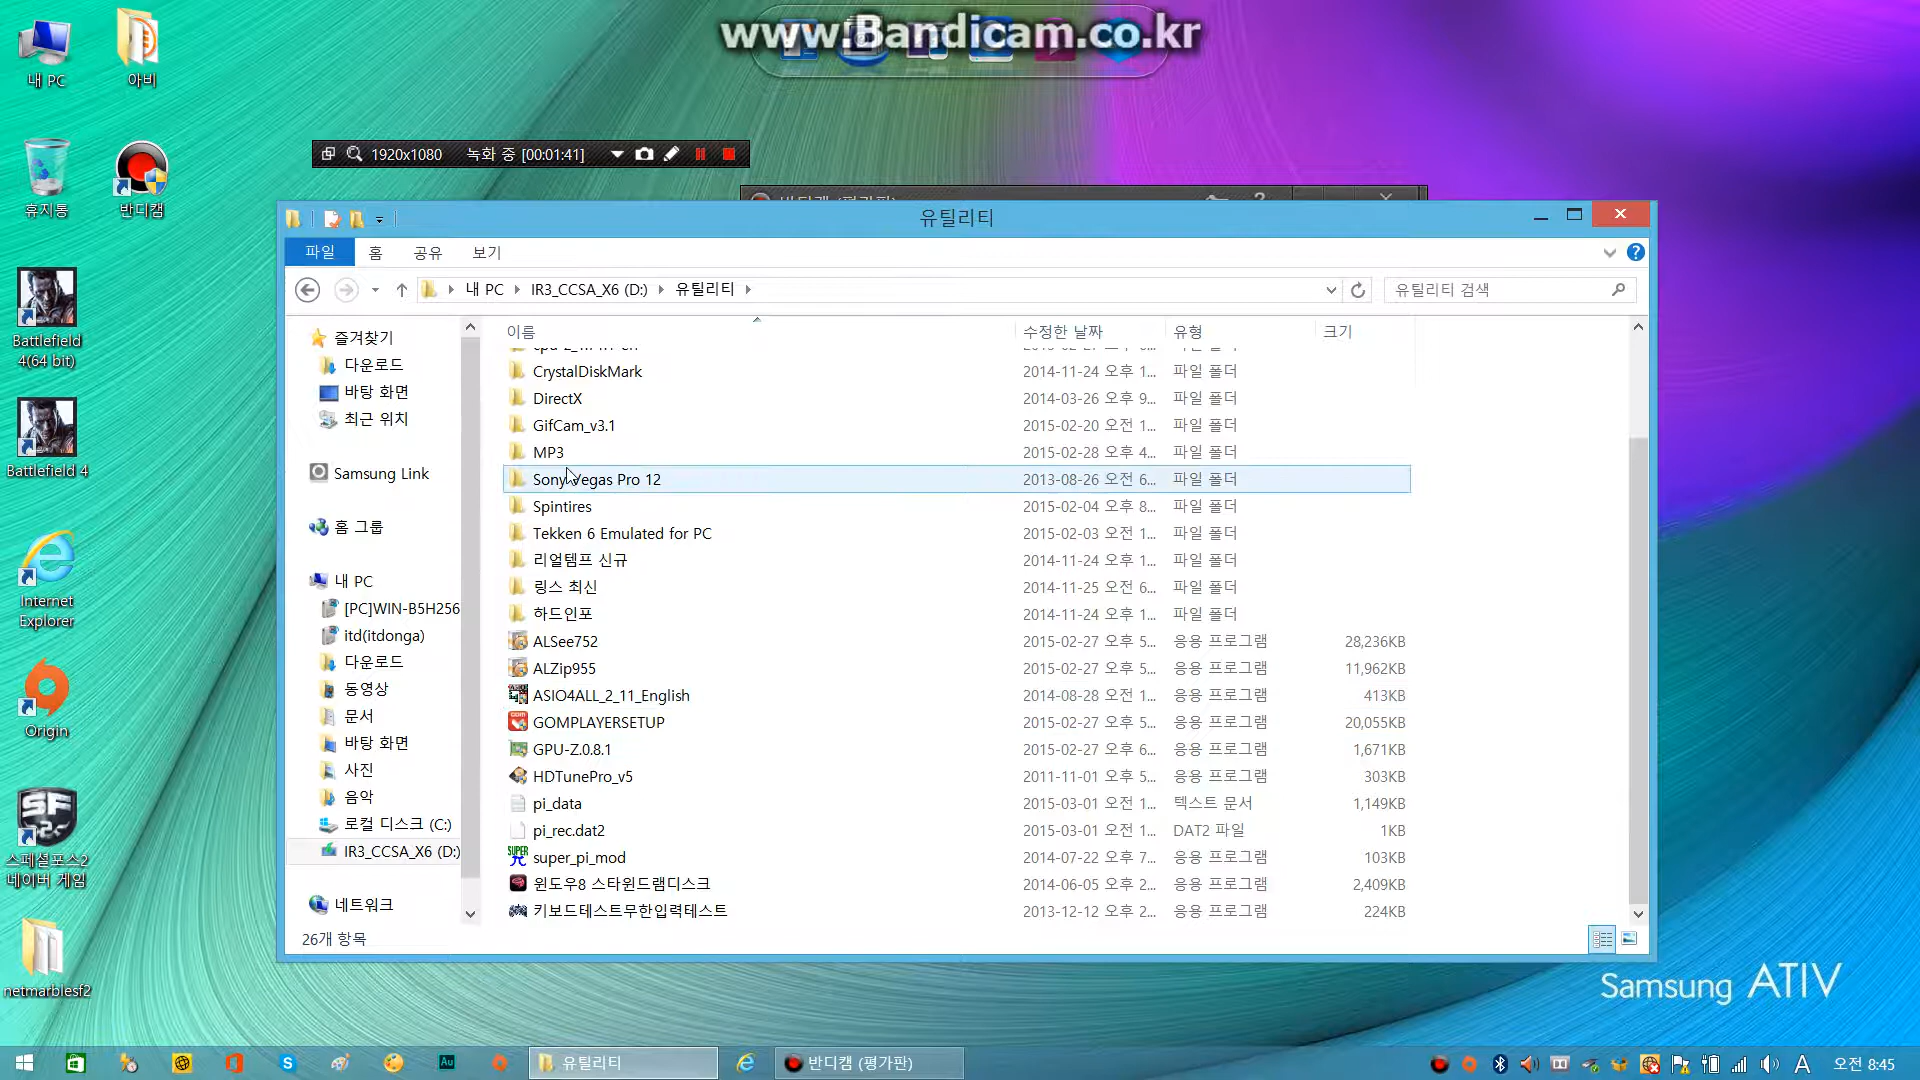 www.Bandicam.co.kr
내 PC
아비
휴지통
반디캠
Battlefield
4(64 bit)
Battlefield 4
Internet
Explorer
Origin
스페셜포스2
네이버 게임
netmarblesf2
1920x1080 녹화 중 [00:01:41]
유틸리티
파일 홈 공유 보기
내 PC IR3_CCSA_X6 (D:) 유틸리티
유틸리티 검색
즐겨찾기
다운로드
바탕 화면
최근 위치
Samsung Link
홈 그룹
내 PC
[PC]WIN-B5H256
itd(itdonga)
다운로드
동영상
문서
바탕 화면
사진
음악
로컬 디스크 (C:)
IR3_CCSA_X6 (D:)
네트워크
이름 수정한 날짜 유형 크기
CrystalDiskMark 2014-11-24 오후 1... 파일 폴더
DirectX 2014-03-26 오후 9... 파일 폴더
GifCam_v3.1 2015-02-20 오전 1... 파일 폴더
MP3 2015-02-28 오후 4... 파일 폴더
Sony Vegas Pro 12 2013-08-26 오전 6... 파일 폴더
Spintires 2015-02-04 오후 8... 파일 폴더
Tekken 6 Emulated for PC 2015-02-03 오전 1... 파일 폴더
리얼템프 신규 2014-11-24 오후 1... 파일 폴더
링스 최신 2014-11-25 오전 6... 파일 폴더
하드인포 2014-11-24 오후 1... 파일 폴더
ALSee752 2015-02-27 오후 5... 응용 프로그램 28,236KB
ALZip955 2015-02-27 오후 5... 응용 프로그램 11,962KB
ASIO4ALL_2_11_English 2014-08-28 오전 1... 응용 프로그램 413KB
GOMPLAYERSETUP 2015-02-27 오후 5... 응용 프로그램 20,055KB
GPU-Z.0.8.1 2015-02-27 오후 6... 응용 프로그램 1,671KB
HDTunePro_v5 2011-11-01 오후 5... 응용 프로그램 303KB
pi_data 2015-03-01 오전 1... 텍스트 문서 1,149KB
pi_rec.dat2 2015-03-01 오전 1... DAT2 파일 1KB
super_pi_mod 2014-07-22 오후 7... 응용 프로그램 103KB
윈도우8 스타윈드램디스크 2014-06-05 오후 2... 응용 프로그램 2,409KB
키보드테스트무한입력테스트 2013-12-12 오후 2... 응용 프로그램 224KB
26개 항목
Samsung ATIV
유틸리티
반디캠 (평가판)
A
오전 8:45